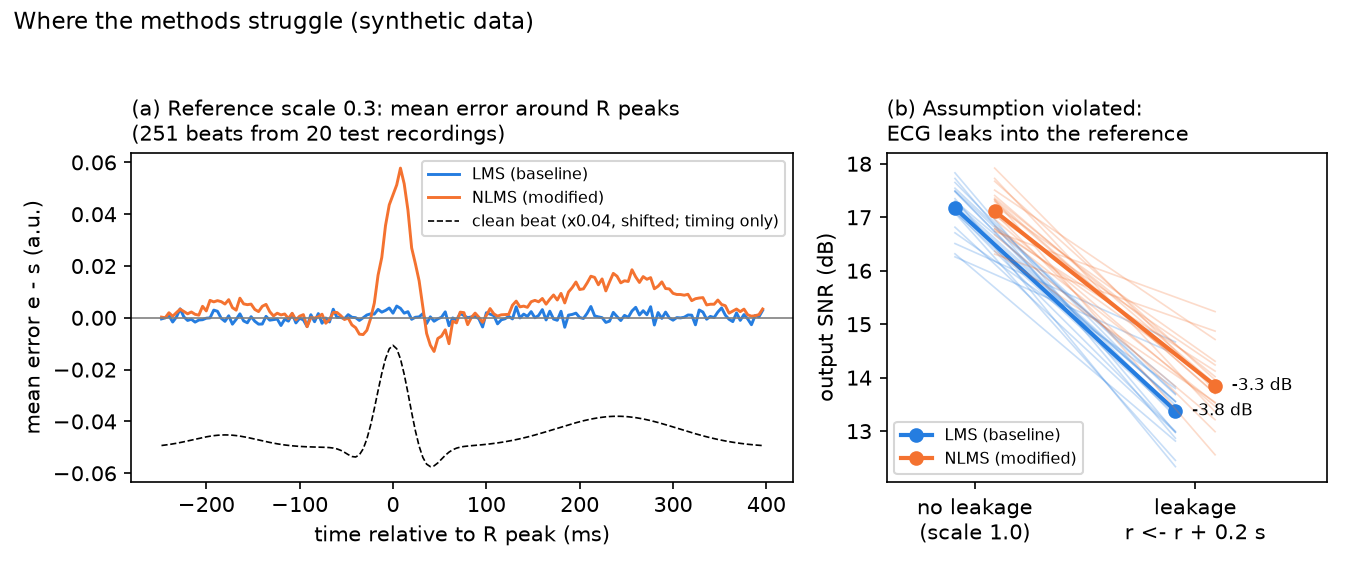 Where the methods struggle (synthetic data)
(a) Reference scale 0.3: mean error around R peaks
(251 beats from 20 test recordings)
mean error e - s (a.u.)
0.06
0.04
0.02
0.00
−0.02
−0.04
−0.06
LMS (baseline)
NLMS (modified)
clean beat (x0.04, shifted; timing only)
−200
−100
0
100
200
300
400
time relative to R peak (ms)
(b) Assumption violated:
ECG leaks into the reference
output SNR (dB)
18
17
16
15
14
13
-3.3 dB
-3.8 dB
LMS (baseline)
NLMS (modified)
no leakage
(scale 1.0)
leakage
r <- r + 0.2 s